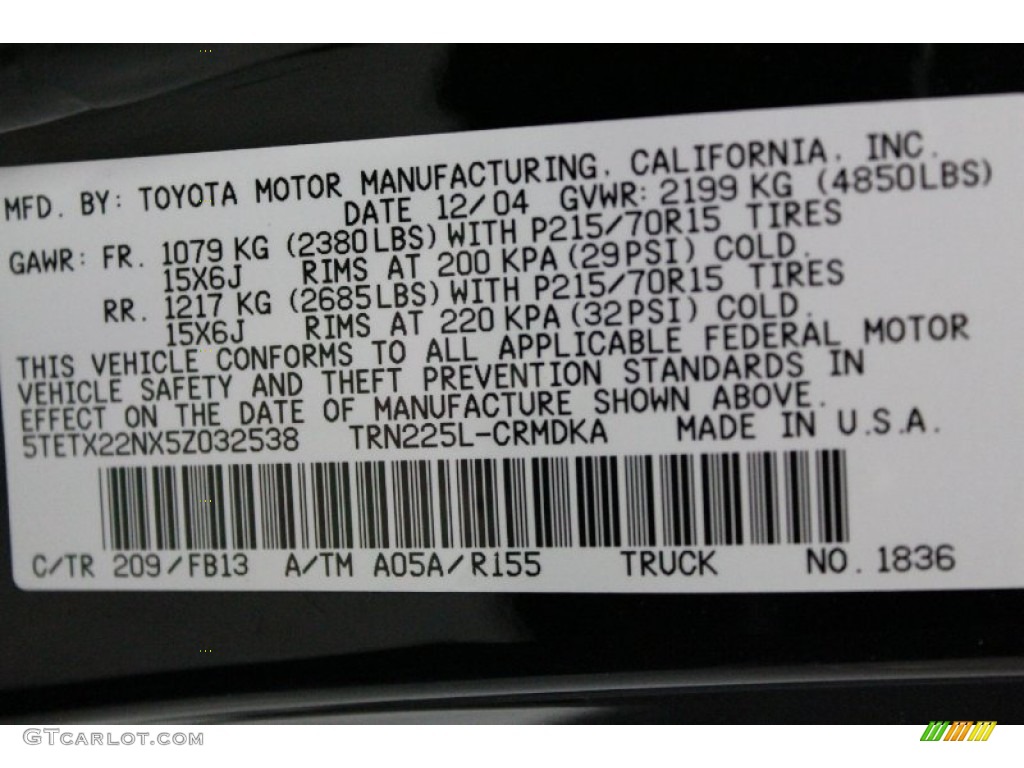 MFD. BY: TOYOTA MOTOR MANUFACTURING, CALIFORNIA, INC.
DATE 12/04 GVWR: 2199 KG (4850LBS)
GAWR: FR. 1079 KG (2380LBS) WITH P215/70R15 TIRES
15X6J RIMS AT 200 KPA (29PSI) COLD.
RR. 1217 KG (2685LBS) WITH P215/70R15 TIRES
15X6J RIMS AT 220 KPA (32PSI) COLD.
THIS VEHICLE CONFORMS TO ALL APPLICABLE FEDERAL MOTOR
VEHICLE SAFETY AND THEFT PREVENTION STANDARDS IN
EFFECT ON THE DATE OF MANUFACTURE SHOWN ABOVE.
5TETX22NX5Z032538 TRN225L-CRMDKA MADE IN U.S.A.
C/TR 209/FB13 A/TM A05A/R155 TRUCK NO. 1836
GTCarLot.com